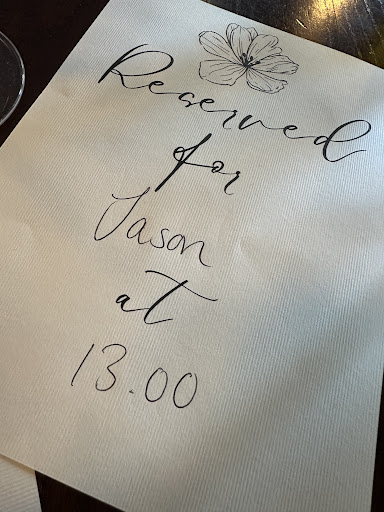 Reserved
for
Jason
at
13.00